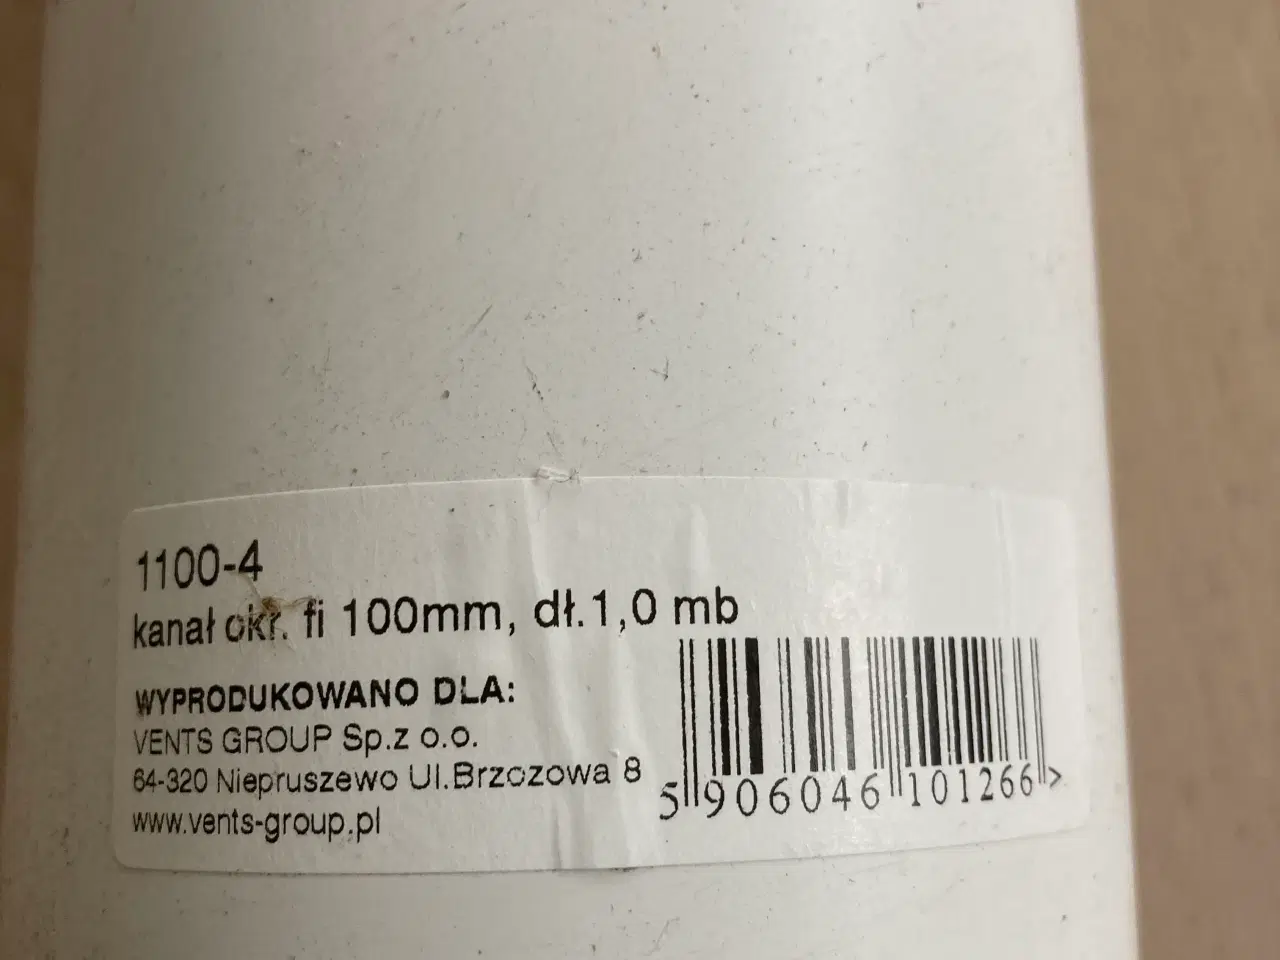 1100-4
kanał okr. fi 100mm, dł.1,0 mb
WYPRODUKOWANO DLA:
VENTS GROUP Sp.z o.o.
64-320 Niepruszewo Ul.Brzozowa 8
www.vents-group.pl
5 906046 101266 >